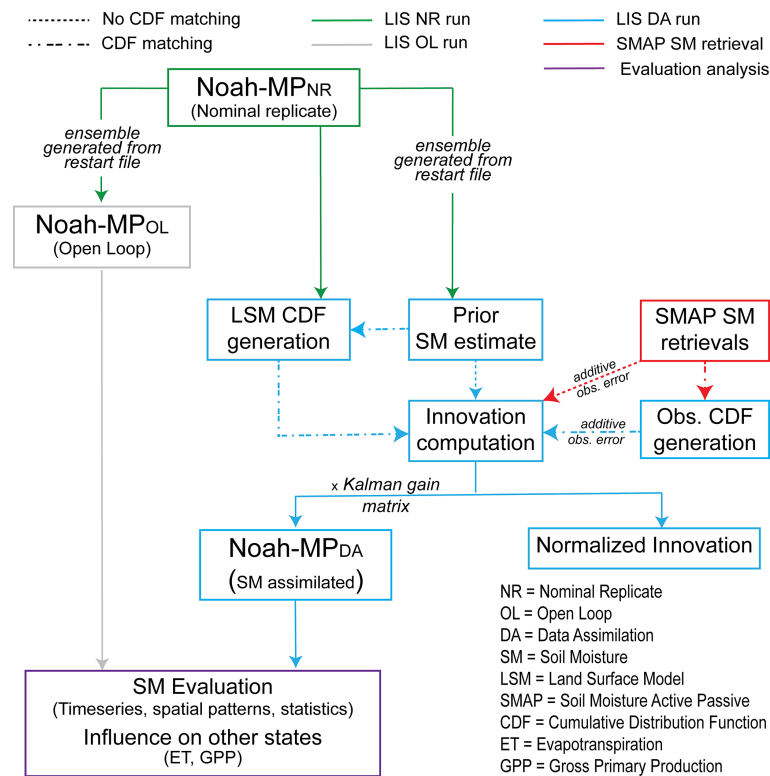 No CDF matching
CDF matching
LIS NR run
LIS OL run
LIS DA run
SMAP SM retrieval
Evaluation analysis
Noah-MPNR
(Nominal replicate)
ensemble
generated from
restart file
ensemble
generated from
restart file
Noah-MPOL
(Open Loop)
LSM CDF
generation
Prior
SM estimate
SMAP SM
retrievals
additive
obs. error
Innovation
computation
additive
obs. error
Obs. CDF
generation
x Kalman gain
matrix
Noah-MPDA
(SM assimilated)
Normalized Innovation
NR = Nominal Replicate
OL = Open Loop
DA = Data Assimilation
SM = Soil Moisture
LSM = Land Surface Model
SMAP = Soil Moisture Active Passive
CDF = Cumulative Distribution Function
ET = Evapotranspiration
GPP = Gross Primary Production
SM Evaluation
(Timeseries, spatial patterns, statistics)
Influence on other states
(ET, GPP)